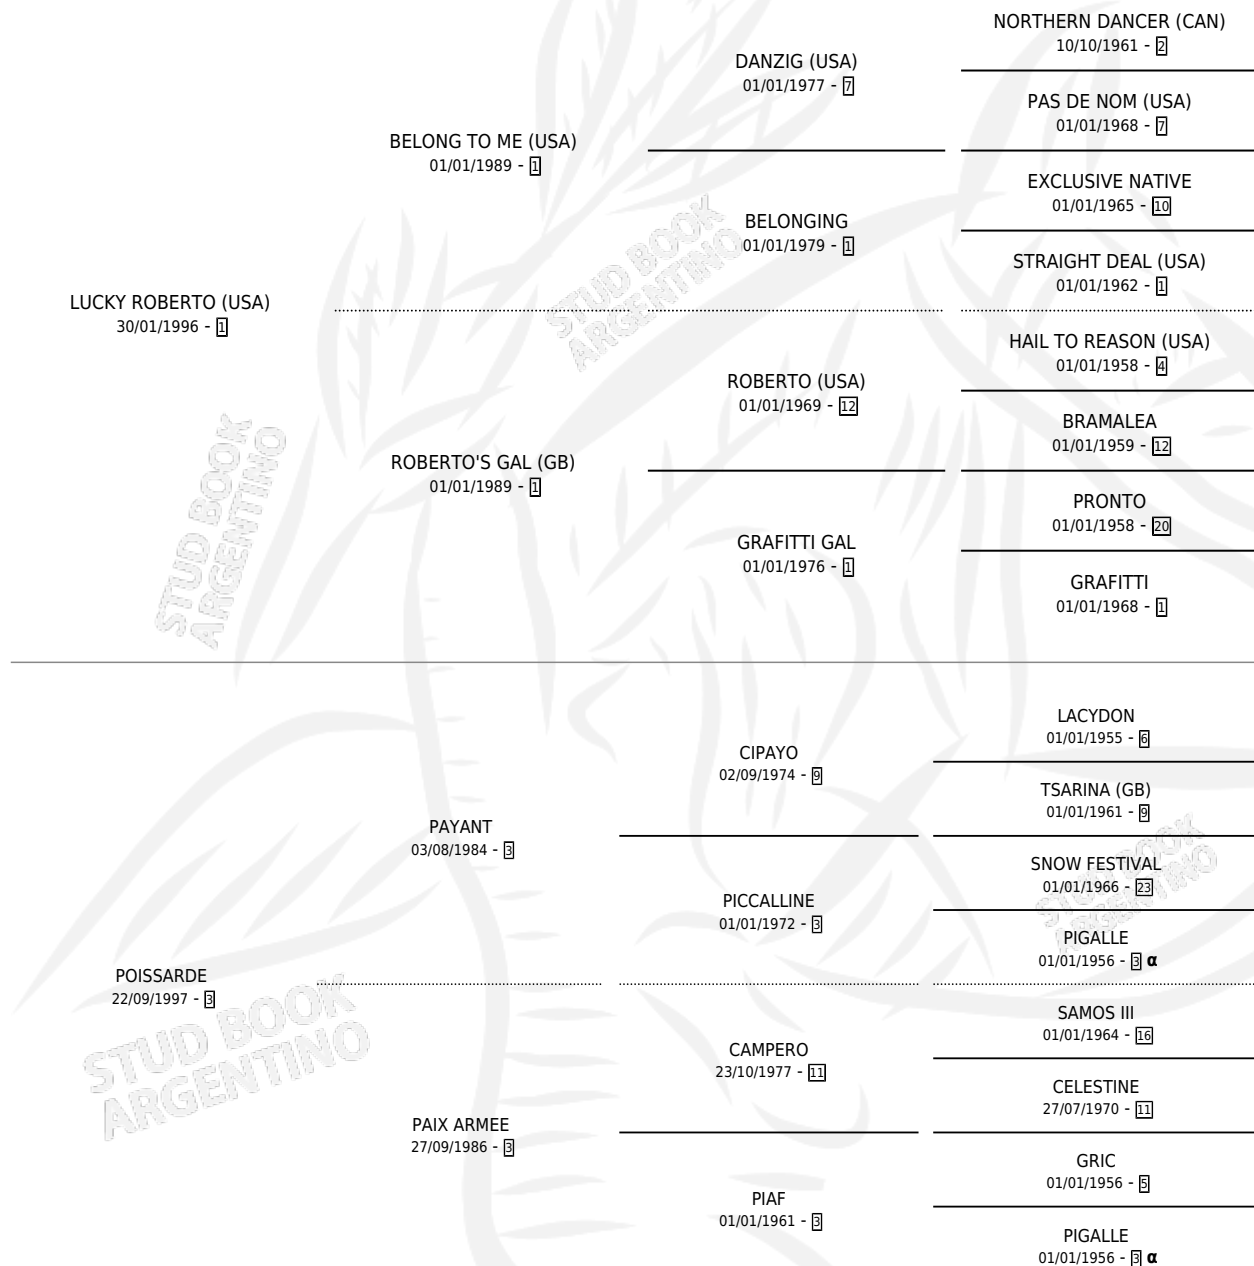 NORTHERN DANCER (CAN)
10/10/1961 - 2
DANZIG (USA)
01/01/1977 - 7
PAS DE NOM (USA)
01/01/1968 - 7
BELONG TO ME (USA)
01/01/1989 - 1
EXCLUSIVE NATIVE
01/01/1965 - 10
BELONGING
01/01/1979 - 1
STRAIGHT DEAL (USA)
01/01/1962 - 1
STUD BOOK
ARGENTINO
LUCKY ROBERTO (USA)
30/01/1996 - 1
HAIL TO REASON (USA)
01/01/1958 - 4
ROBERTO (USA)
01/01/1969 - 12
BRAMALEA
01/01/1959 - 12
ROBERTO'S GAL (GB)
01/01/1989 - 1
PRONTO
01/01/1958 - 20
GRAFITTI GAL
01/01/1976 - 1
GRAFITTI
01/01/1968 - 1
STUD BOOK
ARGENTINO
LACYDON
01/01/1955 - 6
CIPAYO
02/09/1974 - 9
TSARINA (GB)
01/01/1961 - 9
PAYANT
03/08/1984 - 3
SNOW FESTIVAL
01/01/1966 - 23
PICCALLINE
01/01/1972 - 3
PIGALLE
01/01/1956 - 3 α
STUD BOOK
ARGENTINO
POISSARDE
22/09/1997 - 3
SAMOS III
01/01/1964 - 16
CAMPERO
23/10/1977 - 11
CELESTINE
27/07/1970 - 11
STUD BOOK
ARGENTINO
PAIX ARMEE
27/09/1986 - 3
GRIC
01/01/1956 - 5
PIAF
01/01/1961 - 3
PIGALLE
01/01/1956 - 3 α